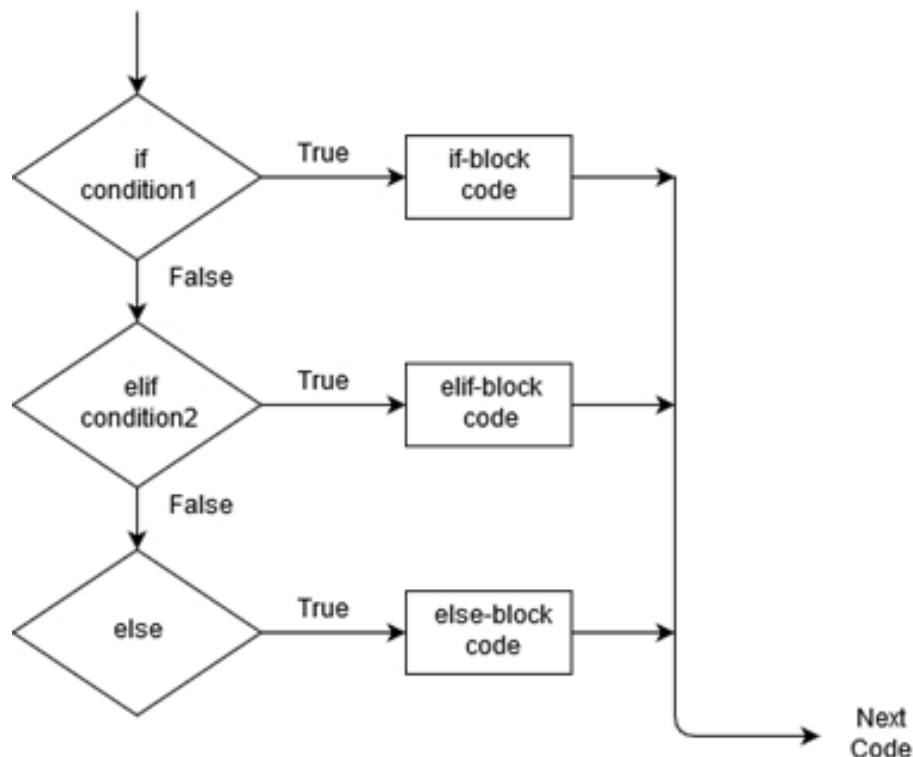 if
condition1
True
if-block
code
False
elif
condition2
True
elif-block
code
False
else
True
else-block
code
Next
Code